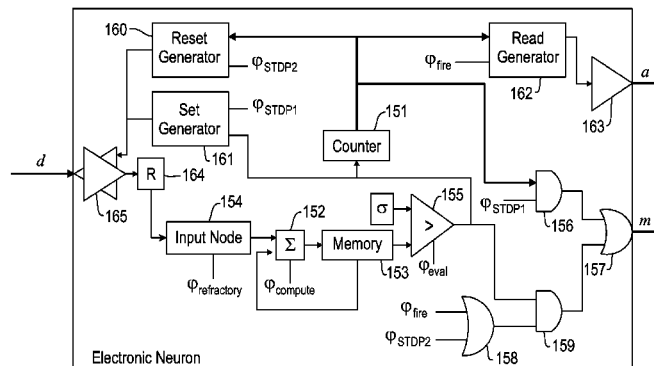 160
Reset
Generator
φSTDP2
φfire
Read
Generator
162
163
a
Set
Generator
161
φSTDP1
151
Counter
d
165
R
164
154
Input Node
φrefractory
152
Σ
φcompute
Memory
153
σ
155
>
φeval
φSTDP1
156
157
m
φfire
φSTDP2
158
159
Electronic Neuron